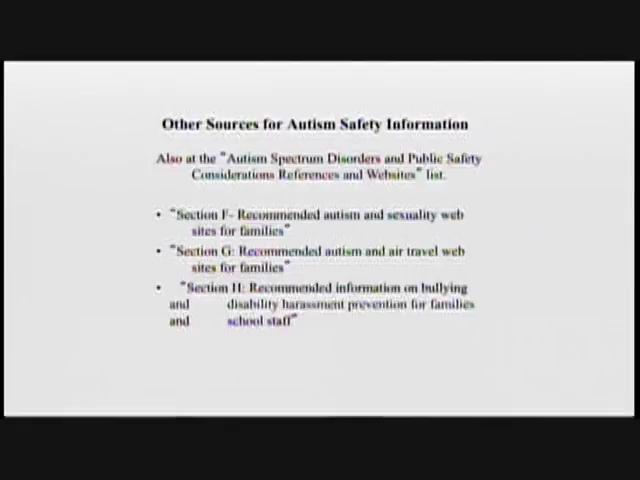 Other Sources for Autism Safety Information
Also at the "Autism Spectrum Disorders and Public Safety
Considerations References and Websites" list.
• "Section F- Recommended autism and sexuality web
sites for families"
• "Section G: Recommended autism and air travel web
sites for families"
• "Section H: Recommended information on bullying
and disability harassment prevention for families
and school staff"